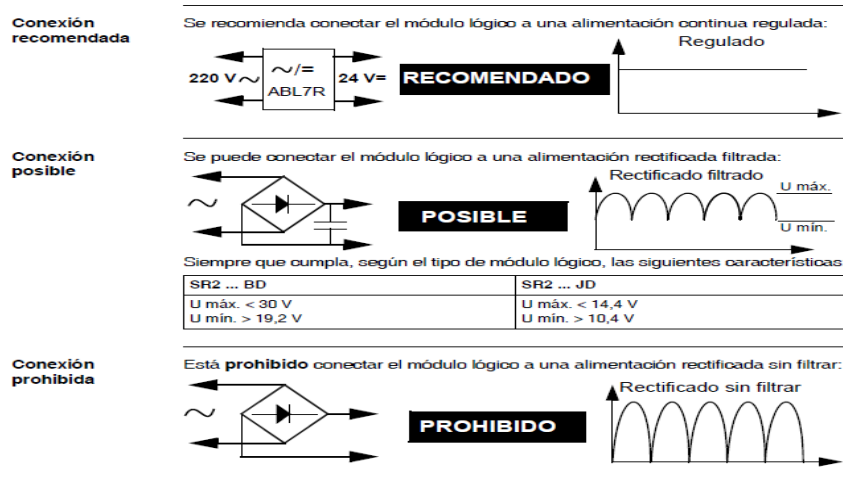 Conexión
recomendada
Se recomienda conectar el módulo lógico a una alimentación continua regulada:
220 V~
~/=
ABL7R
24 V=
RECOMENDADO
Regulado
Conexión
posible
Se puede conectar el módulo lógico a una alimentación rectificada filtrada:
~
POSIBLE
Rectificado filtrado
U máx.
U mín.
Siempre que cumpla, según el tipo de módulo lógico, las siguientes características
SR2 ... BD
SR2 ... JD
U máx. < 30 V
U máx. < 14,4 V
U mín. > 19,2 V
U mín. > 10,4 V
Conexión
prohibida
Está prohibido conectar el módulo lógico a una alimentación rectificada sin filtrar:
~
PROHIBIDO
Rectificado sin filtrar